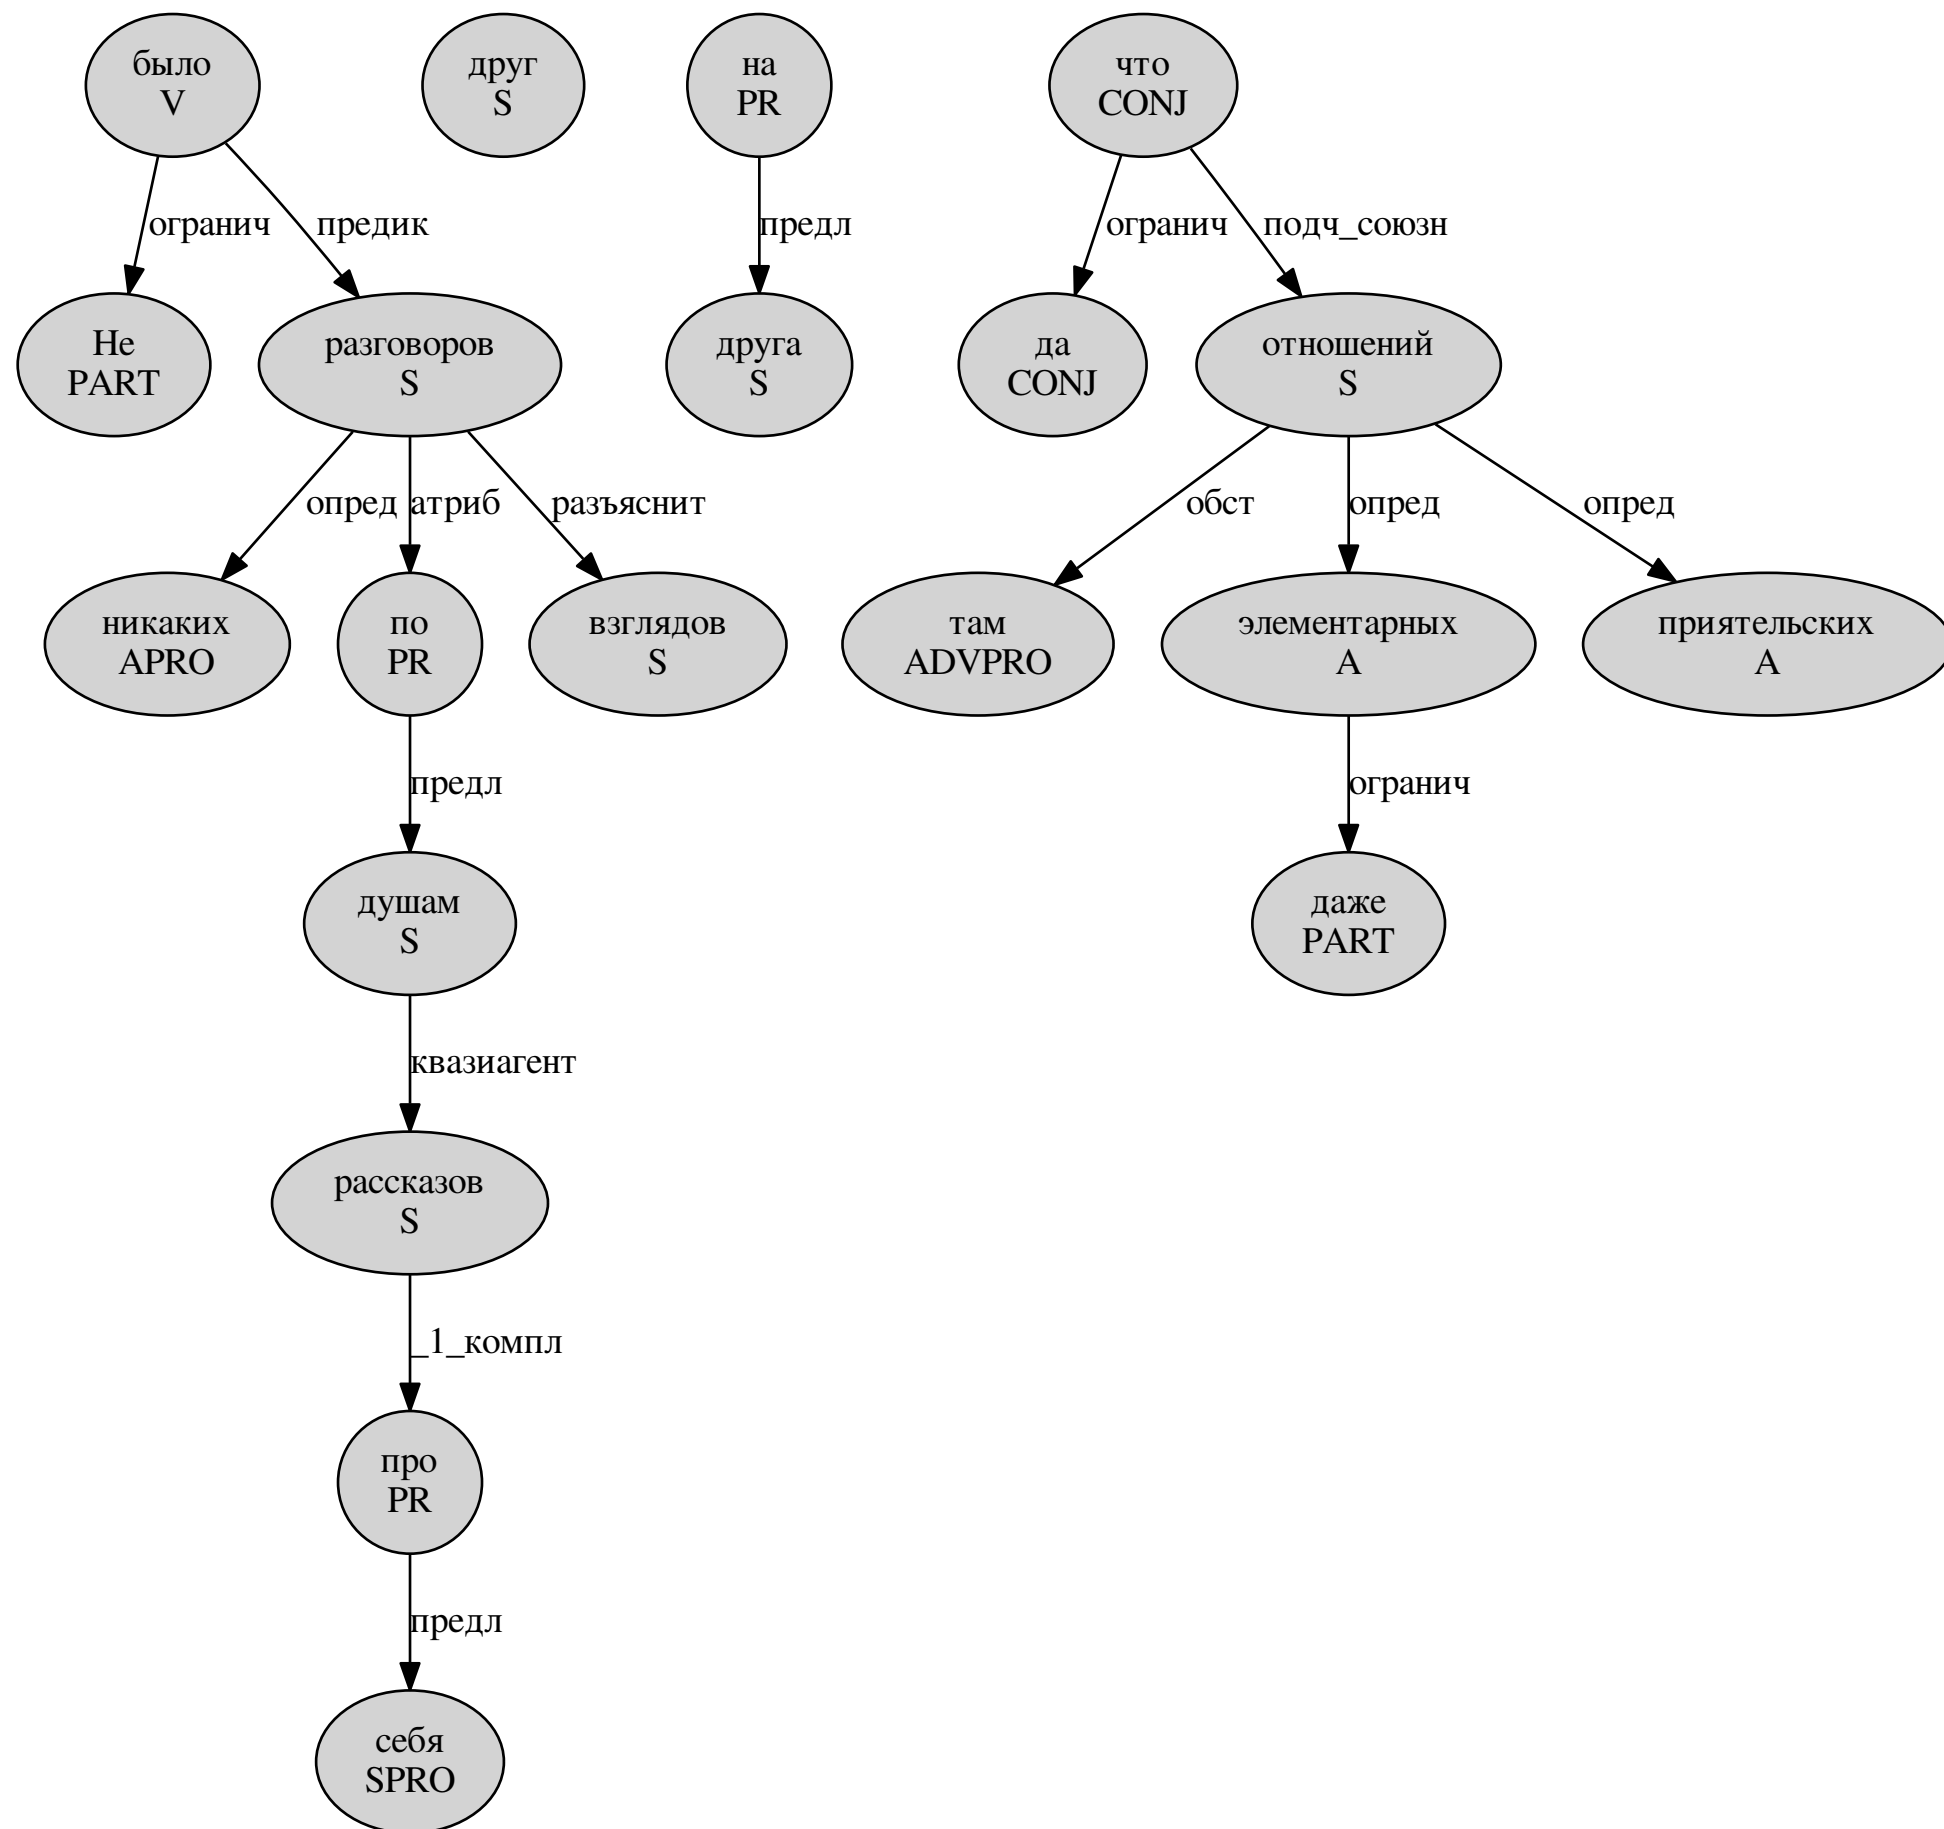 было
V
друг
S
на
PR
что
CONJ
огранич
предик
предл
огранич
подч_союзн
Не
PART
разговоров
S
друга
S
да
CONJ
отношений
S
опред
атриб
разъяснит
обст
опред
опред
никаких
APRO
по
PR
взглядов
S
там
ADVPRO
элементарных
A
приятельских
A
предл
огранич
душам
S
даже
PART
квазиагент
рассказов
S
_1_компл
про
PR
предл
себя
SPRO